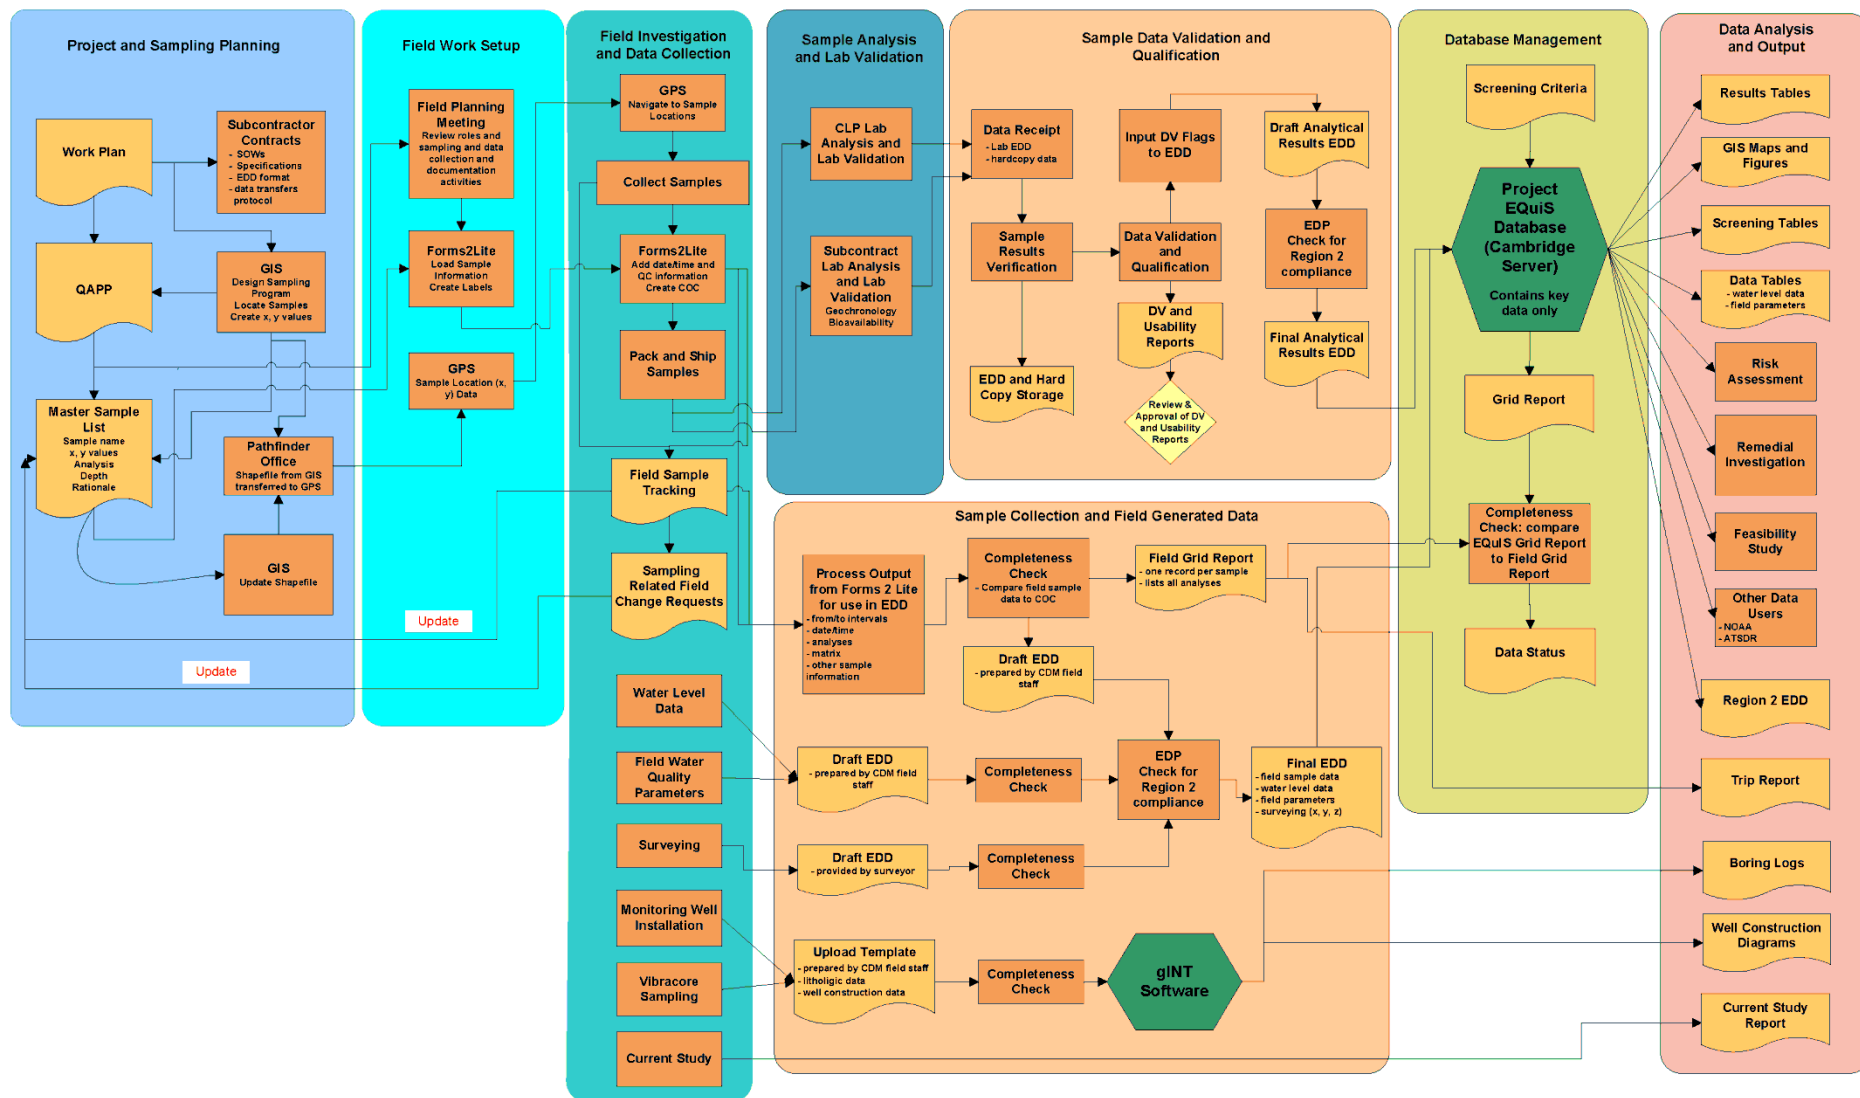 Project and Sampling Planning
Work Plan
Subcontractor
Contracts
- SOWs
- Specifications
- EDD format
- data transfers
protocol
QAPP
GIS
Design Sampling
Program
Locate Samples
Create x, y values
Master Sample
List
Sample name
x, y values
Analysis
Depth
Rationale
Pathfinder
Office
Shapefile from GIS
transferred to GPS
GIS
Update Shapefile
Update
Field Work Setup
Field Planning
Meeting
Review roles and
sampling and data
collection and
documentation
activities
Forms2Lite
Load Sample
Information
Create Labels
GPS
Sample Location (x,
y) Data
Update
Field Investigation
and Data Collection
GPS
Navigate to Sample
Locations
Collect Samples
Forms2Lite
Add date/time and
QC information
Create COC
Pack and Ship
Samples
Field Sample
Tracking
Sampling
Related Field
Change Requests
Water Level
Data
Field Water
Quality
Parameters
Surveying
Monitoring Well
Installation
Vibracore
Sampling
Current Study
Sample Analysis
and Lab Validation
CLP Lab
Analysis and
Lab Validation
Subcontract
Lab Analysis
and Lab
Validation
Geochronology
Bioavailability
Sample Data Validation and
Qualification
Data Receipt
- Lab EDD
- hardcopy data
Input DV Flags
to EDD
Draft Analytical
Results EDD
Sample
Results
Verification
Data Validation
and
Qualification
EDP
Check for
Region 2
compliance
EDD and Hard
Copy Storage
DV and
Usability
Reports
Review &
Approval of DV
and Usability
Reports
Final Analytical
Results EDD
Sample Collection and Field Generated Data
Process Output
from Forms 2 Lite
for use in EDD
- from/to intervals
- date/time
- analyses
- matrix
- other sample
information
Completeness
Check
- Compare field sample
data to COC
Field Grid Report
- one record per sample
- lists all analyses
Draft EDD
- prepared by CDM field
staff
Draft EDD
- prepared by CDM field
staff
Completeness
Check
EDP
Check for
Region 2
compliance
Final EDD
- field sample data
- water level data
- field parameters
- surveying (x, y, z)
Draft EDD
- provided by surveyor
Completeness
Check
Upload Template
- prepared by CDM field staff
- litholigic data
- well construction data
Completeness
Check
gINT
Software
Database Management
Screening Criteria
Project
EQuiS
Database
(Cambridge
Server)
Contains key
data only
Grid Report
Completeness
Check: compare
EQuIS Grid Report
to Field Grid
Report
Data Status
Data Analysis
and Output
Results Tables
GIS Maps and
Figures
Screening Tables
Data Tables
- water level data
- field parameters
Risk
Assessment
Remedial
Investigation
Feasibility
Study
Other Data
Users
- NOAA
- ATSDR
Region 2 EDD
Trip Report
Boring Logs
Well Construction
Diagrams
Current Study
Report